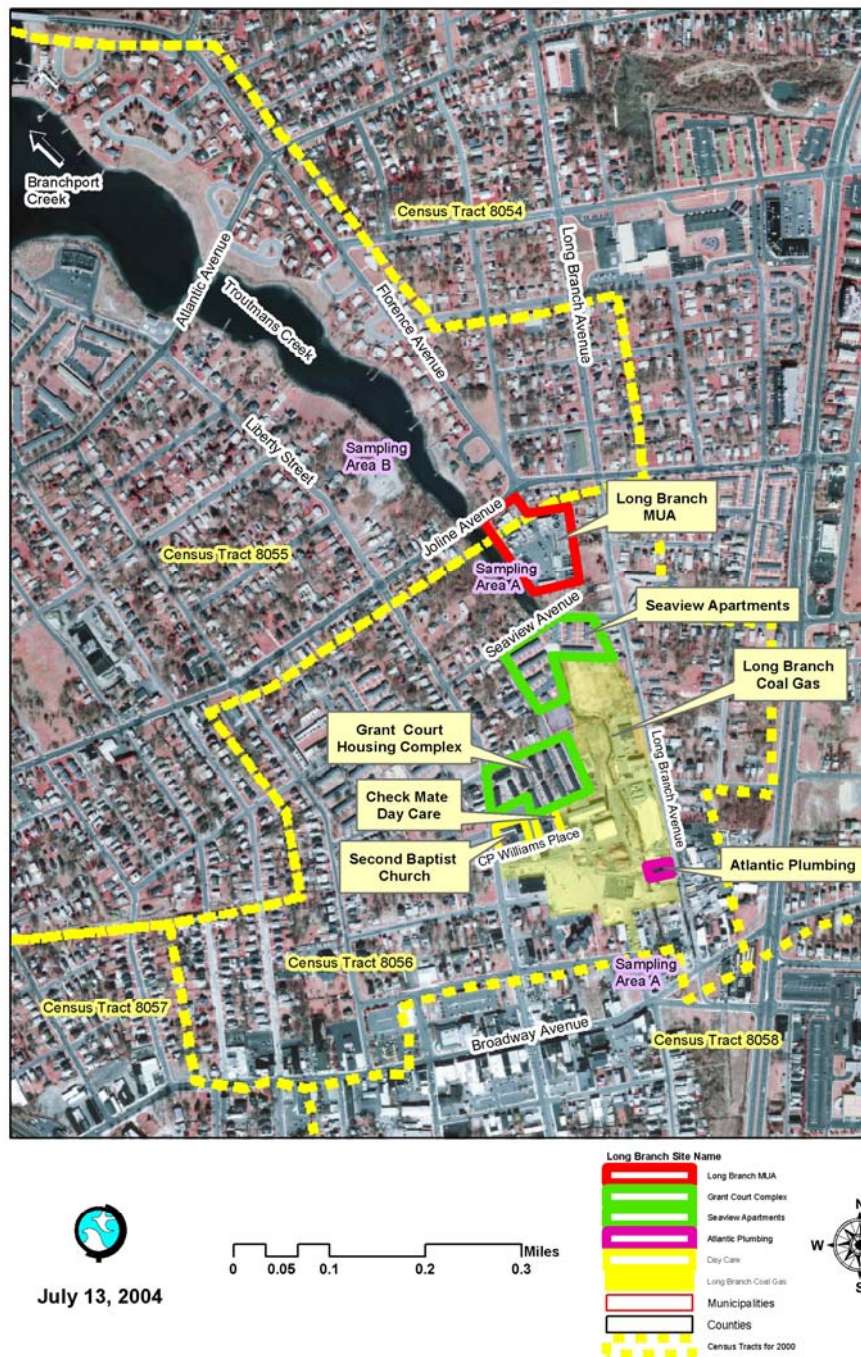 Branchport
Creek
Census Tract 8054
Long Branch Avenue
Atlantic Avenue
Troutmans Creek
Florence Avenue
Liberty Street
Sampling
Area B
Long Branch
MUA
Joline Avenue
Census Tract 8055
Sampling
Area A
Seaview Apartments
Seaview Avenue
Long Branch
Coal Gas
Grant Court
Housing Complex
Long Branch Avenue
Check Mate
Day Care
CP Williams Place
Second Baptist
Church
Atlantic Plumbing
Census Tract 8056
Sampling
Area A
Census Tract 8057
Broadway Avenue
Census Tract 8058
Long Branch Site Name
Long Branch MUA
Grant Court Complex
Seaview Apartments
Atlantic Plumbing
Day Care
Long Branch Coal Gas
Municipalities
Counties
Census Tracts for 2000
N
W
S
Miles
0 0.05 0.1 0.2 0.3
July 13, 2004